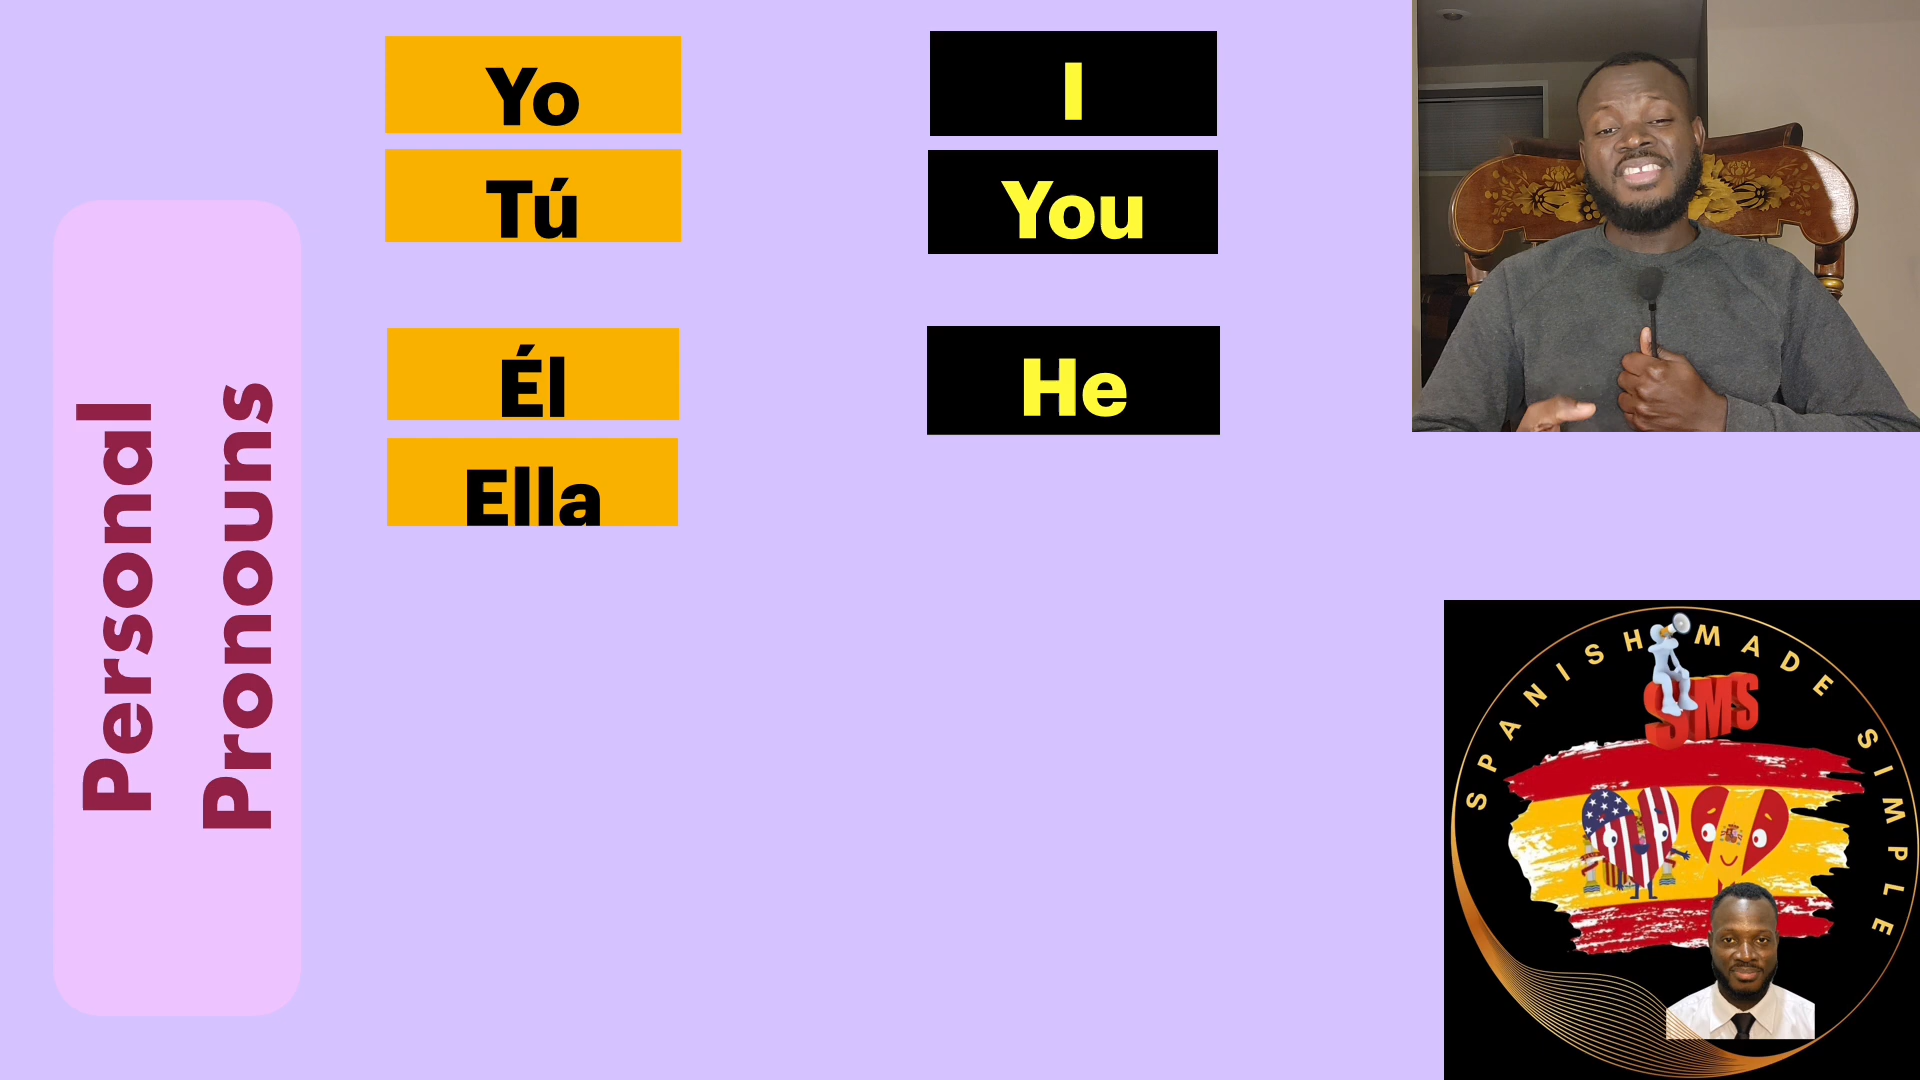 Personal
Pronouns
Yo
I
Tú
You
Él
He
Ella
SPANISH MADE SIMPLE
SMS